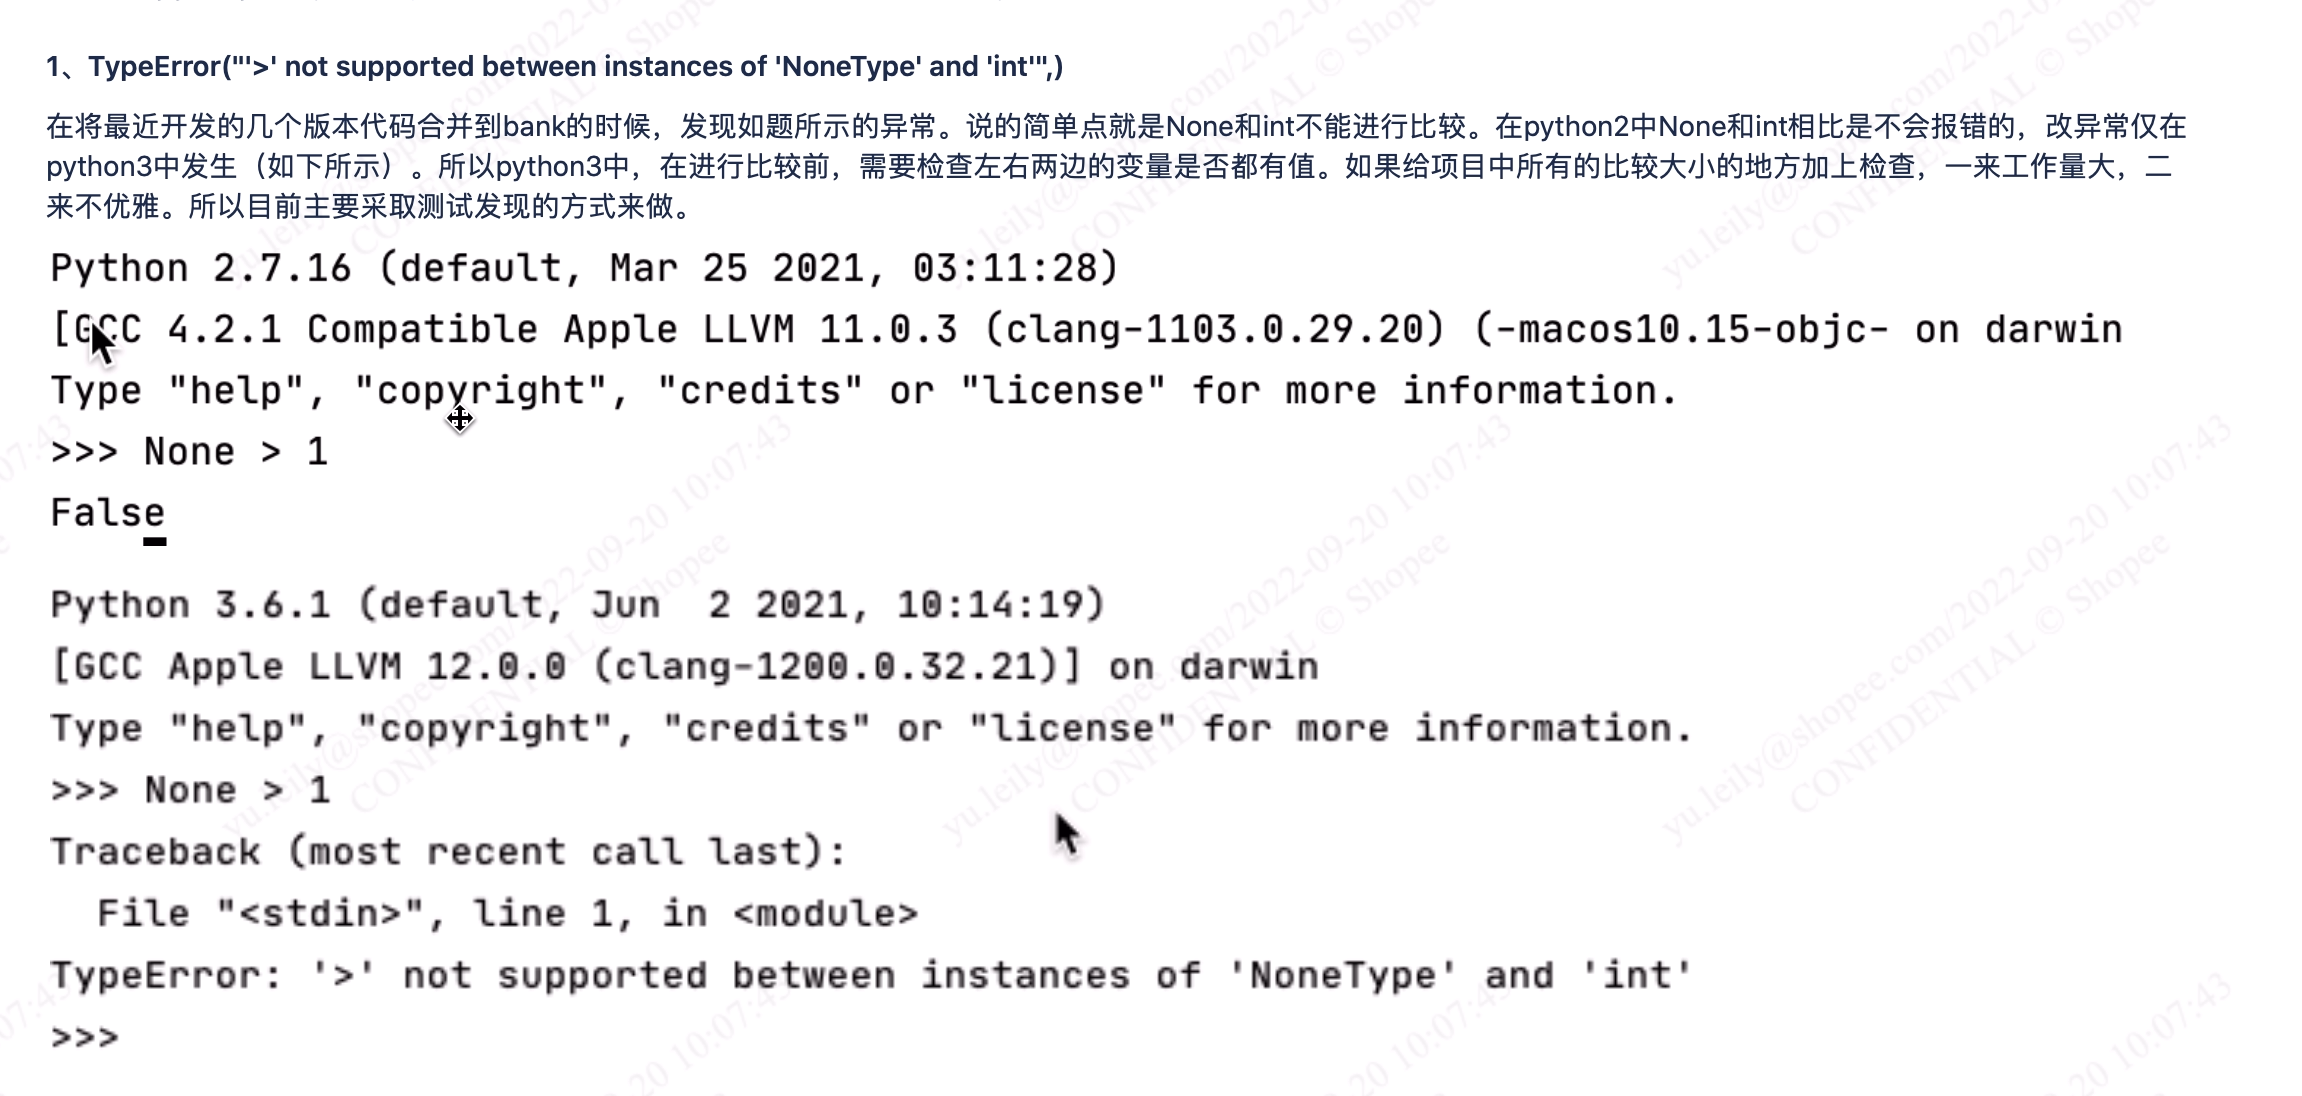 1、TypeError("'>' not supported between instances of 'NoneType' and 'int'",)
在将最近开发的几个版本代码合并到bank的时候，发现如题所示的异常。说的简单点就是None和int不能进行比较。在python2中None和int相比是不会报错的，改异常仅在
python3中发生（如下所示）。所以python3中，在进行比较前，需要检查左右两边的变量是否都有值。如果给项目中所有的比较大小的地方加上检查，一来工作量大，二
来不优雅。所以目前主要采取测试发现的方式来做。
Python 2.7.16 (default, Mar 25 2021, 03:11:28)
[GCC 4.2.1 Compatible Apple LLVM 11.0.3 (clang-1103.0.29.20) (-macos10.15-objc- on darwin
Type "help", "copyright", "credits" or "license" for more information.
>>> None > 1
False
Python 3.6.1 (default, Jun  2 2021, 10:14:19)
[GCC Apple LLVM 12.0.0 (clang-1200.0.32.21)] on darwin
Type "help", "copyright", "credits" or "license" for more information.
>>> None > 1
Traceback (most recent call last):
  File "<stdin>", line 1, in <module>
TypeError: '>' not supported between instances of 'NoneType' and 'int'
>>>
yu.leily@shopee.com/2022-09-20 10:07:43
CONFIDENTIAL © Shopee